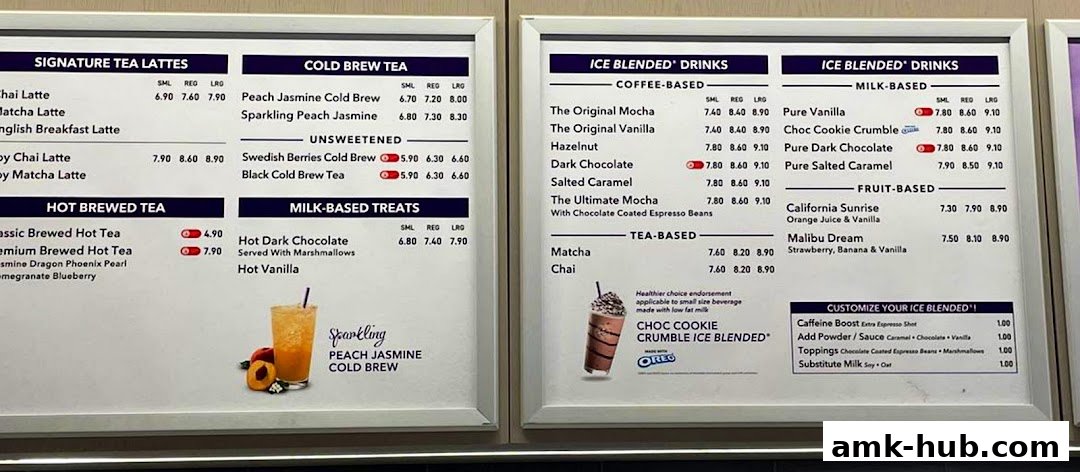 SIGNATURE TEA LATTES
SML REG LRG
hai Latte 6.90 7.60 7.90
atcha Latte
nglish Breakfast Latte
oy Chai Latte 7.90 8.60 8.90
oy Matcha Latte
HOT BREWED TEA
assic Brewed Hot Tea 4.90
emium Brewed Hot Tea 7.90
asmine Dragon Phoenix Pearl
omegranate Blueberry
COLD BREW TEA
SML REG LRG
Peach Jasmine Cold Brew 6.70 7.20 8.00
Sparkling Peach Jasmine 6.80 7.30 8.30
UNSWEETENED
Swedish Berries Cold Brew 5.90 6.30 6.60
Black Cold Brew Tea 5.90 6.30 6.60
MILK-BASED TREATS
SML REG LRG
Hot Dark Chocolate 6.80 7.40 7.90
Served With Marshmallows
Hot Vanilla
Sparkling
PEACH JASMINE
COLD BREW
ICE BLENDED® DRINKS
COFFEE-BASED
SML REG LRG
The Original Mocha 7.40 8.40 8.90
The Original Vanilla 7.40 8.40 8.90
Hazelnut 7.80 8.60 9.10
Dark Chocolate 7.80 8.60 9.10
Salted Caramel 7.80 8.60 9.10
The Ultimate Mocha 7.80 8.60 9.10
With Chocolate Coated Espresso Beans
TEA-BASED
Matcha 7.60 8.20 8.90
Chai 7.60 8.20 8.90
Healthier choice endorsement
applicable to small size beverage
made with low fat milk
CHOC COOKIE
CRUMBLE ICE BLENDED®
MADE WITH
OREO
ICE BLENDED® DRINKS
MILK-BASED
SML REG LRG
Pure Vanilla 7.80 8.60 9.10
Choc Cookie Crumble 7.80 8.60 9.10
Pure Dark Chocolate 7.80 8.60 9.10
Pure Salted Caramel 7.90 8.50 9.10
FRUIT-BASED
California Sunrise 7.30 7.90 8.90
Orange Juice & Vanilla
Malibu Dream 7.50 8.10 8.90
Strawberry, Banana & Vanilla
CUSTOMIZE YOUR ICE BLENDED®!
Caffeine Boost Extra Espresso Shot 1.00
Add Powder / Sauce Caramel • Chocolate • Vanilla 1.00
Toppings Chocolate Coated Espresso Beans • Marshmallows 1.00
Substitute Milk Soy • Oat 1.00
amk-hub.com